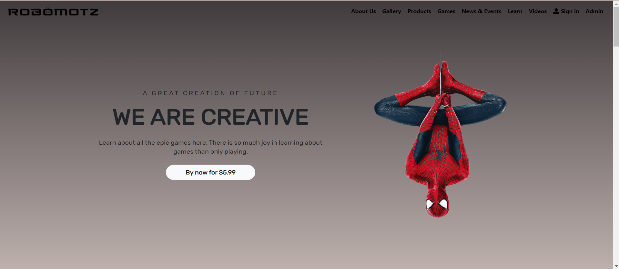 ROBOMOTZ
About Us Gallery Products Games News & Events Learn Videos Sign In Admin
A GREAT CREATION OF FUTURE
WE ARE CREATIVE
Learn about all the epic games here. There is so much joy in learning about
games than only playing.
By now for $5.99